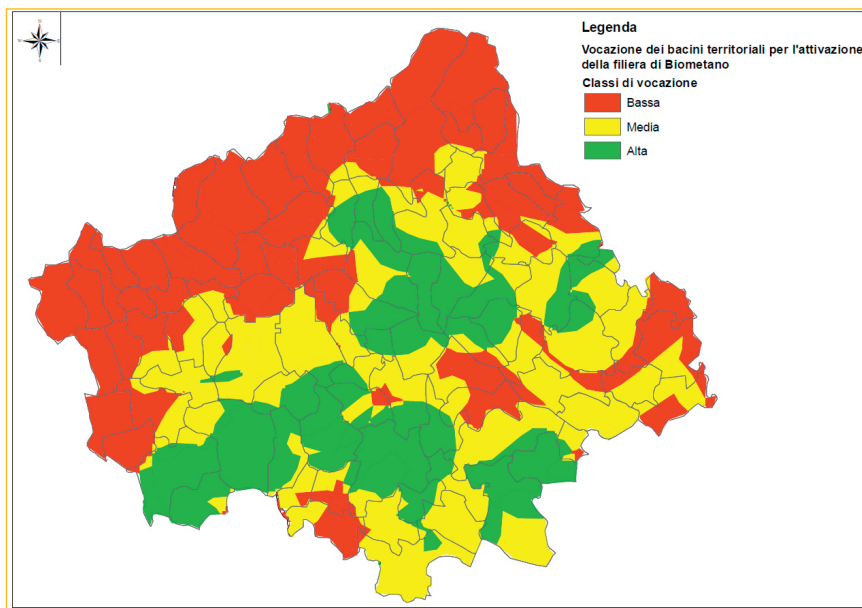 Legenda
Vocazione dei bacini territoriali per l'attivazione
della filiera di Biometano
Classi di vocazione
Bassa
Media
Alta